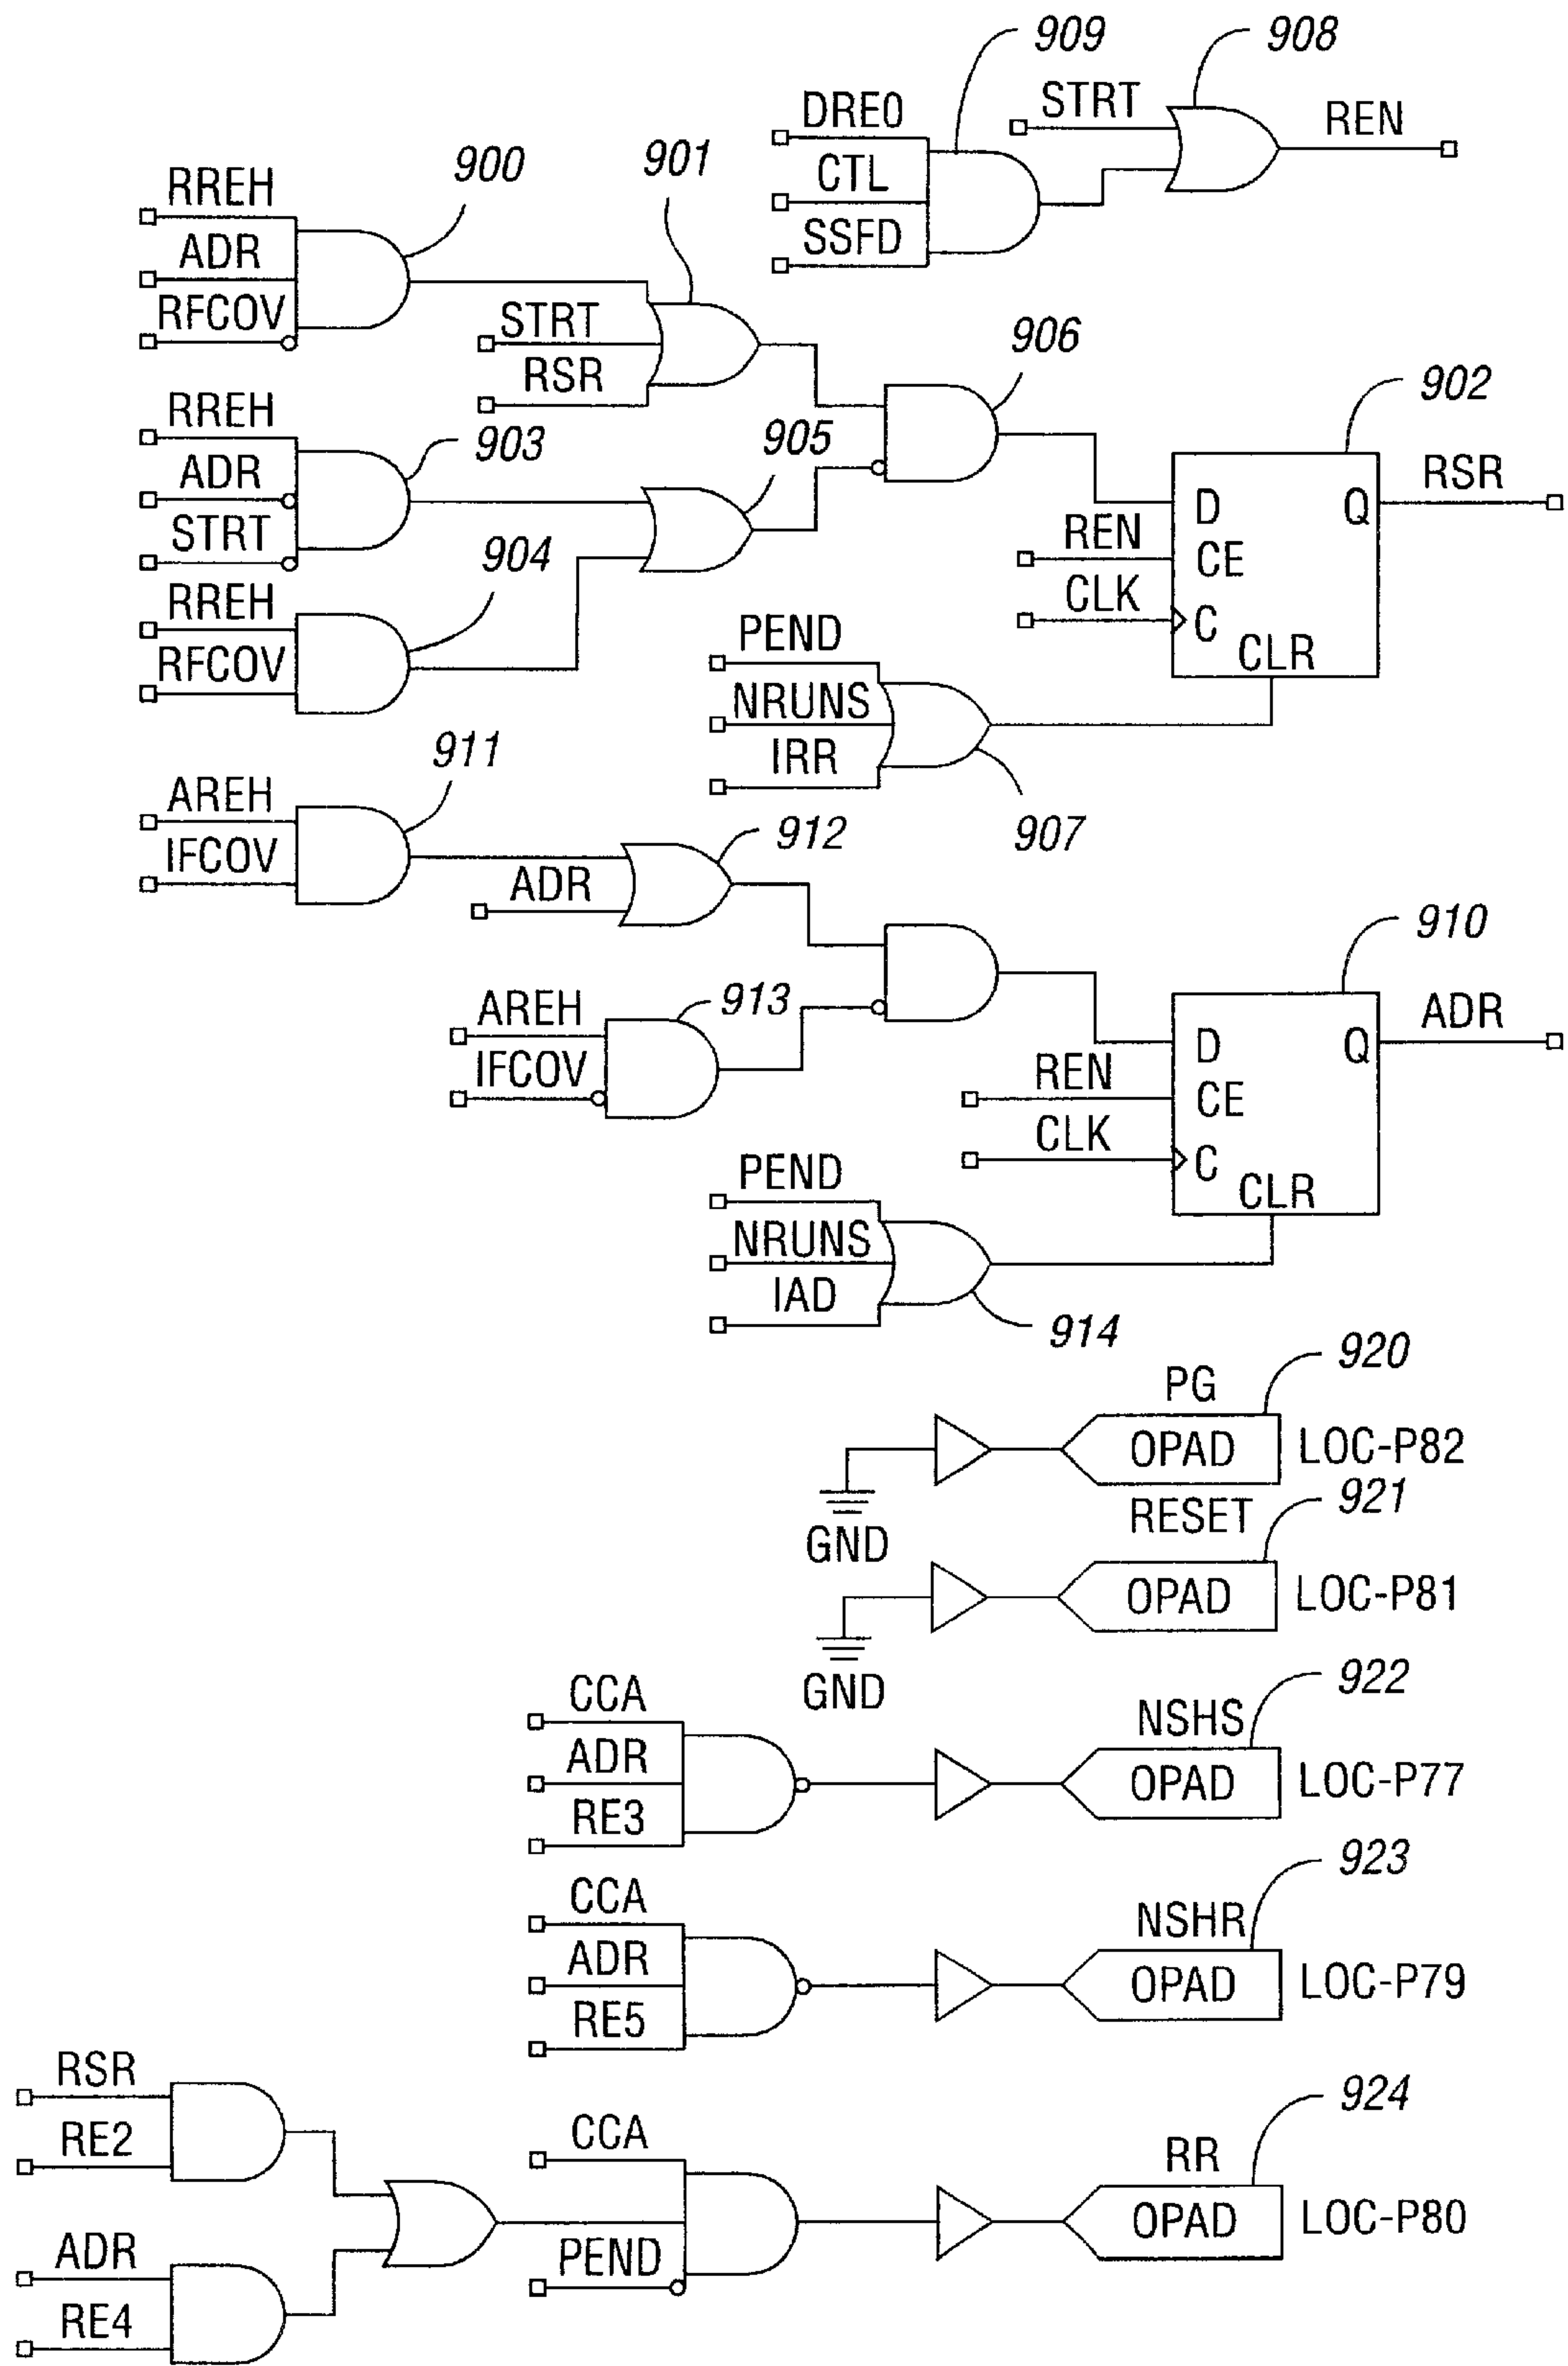 909
908
STRT
REN
DRE0
CTL
SSFD
900
901
RREH
ADR
RFCOV
STRT
RSR
906
902
RREH
903
905
ADR
STRT
904
RSR
D
Q
REN
CE
CLK
C
CLR
RREH
RFCOV
PEND
NRUNS
IRR
907
911
AREH
IFCOV
912
ADR
910
AREH
913
IFCOV
ADR
D
Q
REN
CE
CLK
C
CLR
PEND
NRUNS
IAD
914
920
PG
OPAD
LOC-P82
GND
921
RESET
OPAD
LOC-P81
GND
922
CCA
ADR
RE3
NSHS
OPAD
LOC-P77
923
CCA
ADR
RE5
NSHR
OPAD
LOC-P79
RSR
RE2
924
CCA
RR
OPAD
LOC-P80
ADR
PEND
RE4